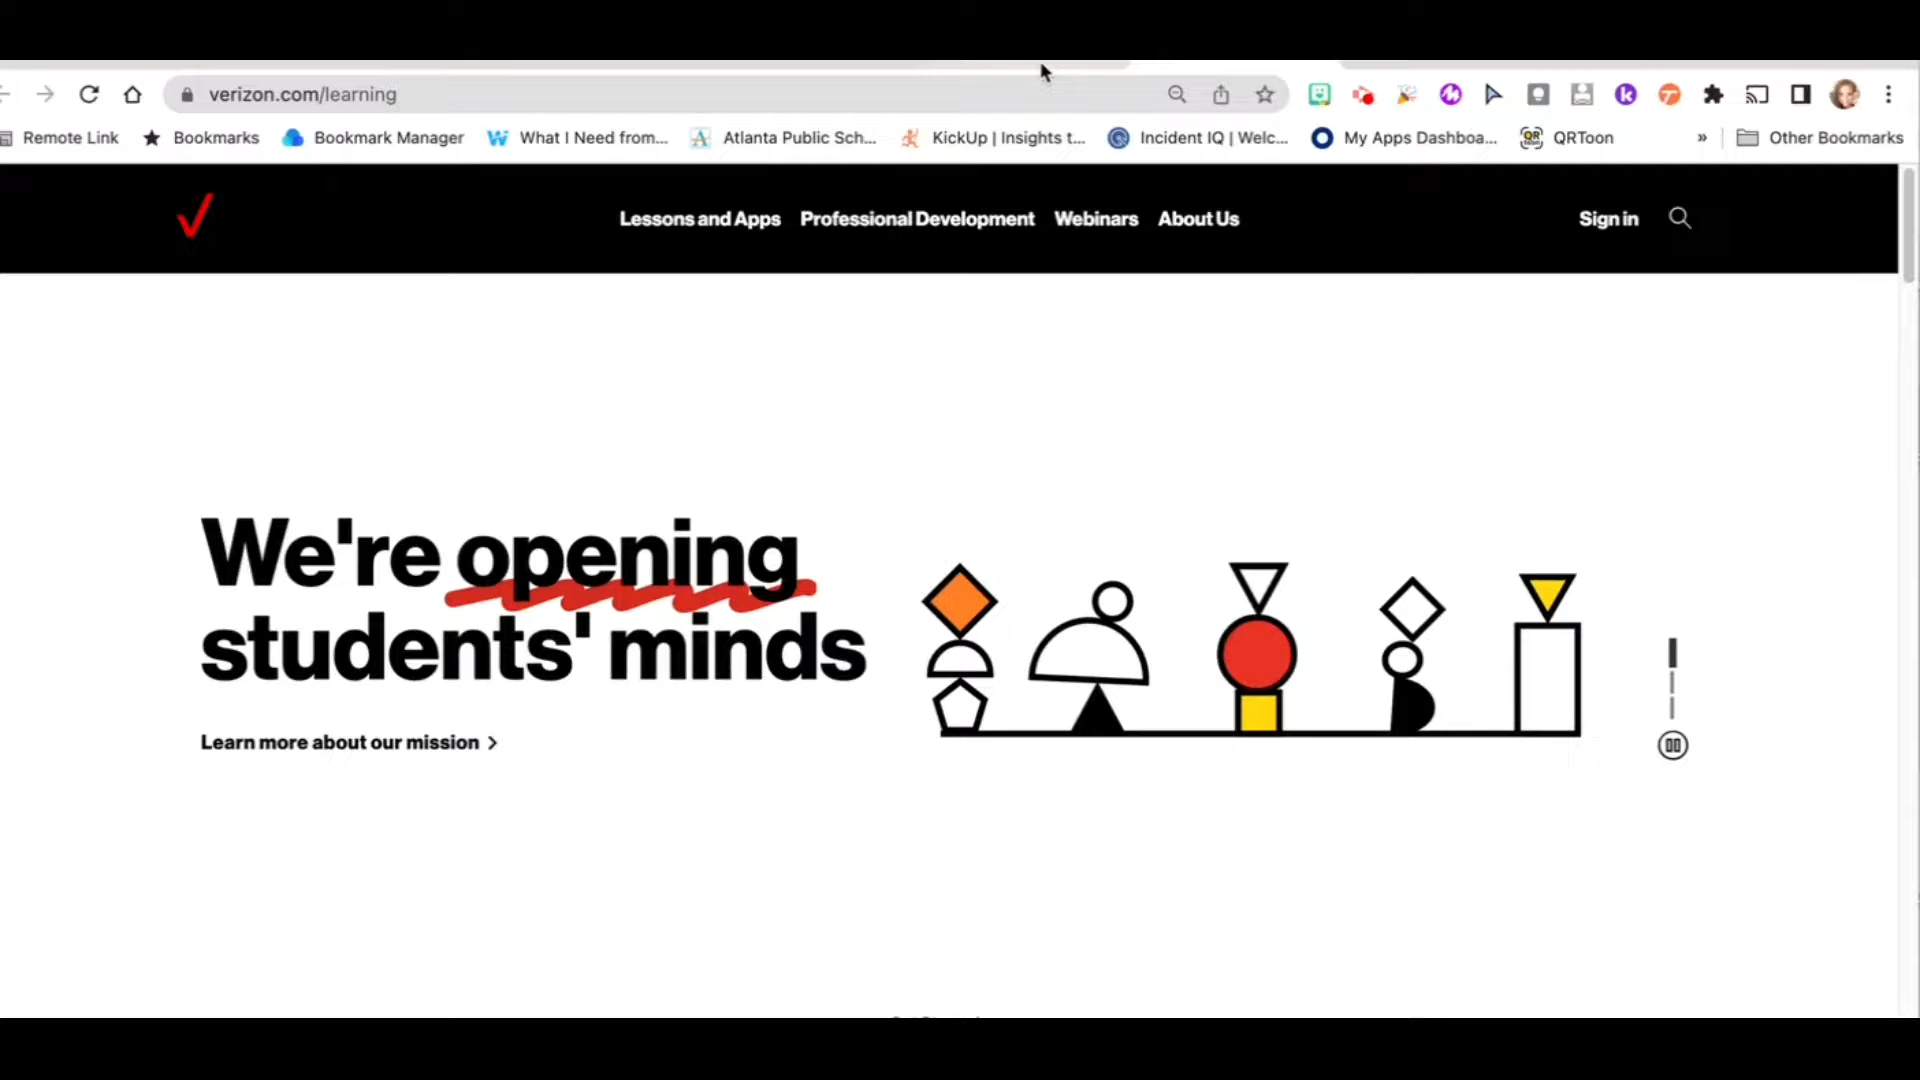 verizon.com/learning
Remote Link Bookmarks Bookmark Manager What I Need from... Atlanta Public Sch... KickUp | Insights t... Incident IQ | Welc... My Apps Dashboa... QRToon » Other Bookmarks
Lessons and Apps Professional Development Webinars About Us Sign in
We're opening
students' minds
Learn more about our mission >